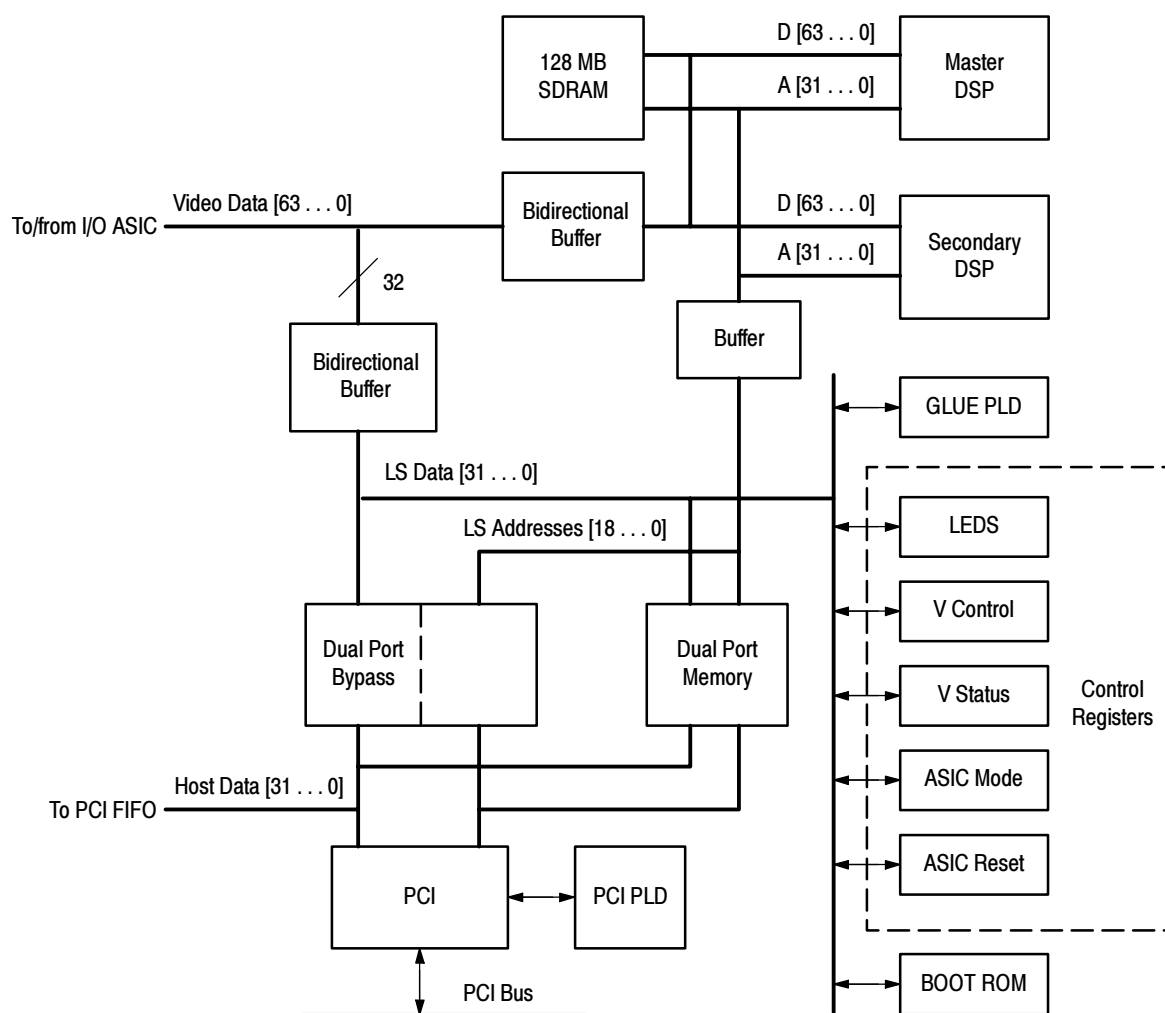 128 MB
SDRAM
D [63 . . . 0]
A [31 . . . 0]
Master
DSP
To/from I/O ASIC
Video Data [63 . . . 0]
Bidirectional
Buffer
D [63 . . . 0]
A [31 . . . 0]
Secondary
DSP
32
Bidirectional
Buffer
Buffer
GLUE PLD
LS Data [31 . . . 0]
LS Addresses [18 . . . 0]
LEDS
V Control
Dual Port
Bypass
Dual Port
Memory
V Status
Control
Registers
ASIC Mode
Host Data [31 . . . 0]
To PCI FIFO
ASIC Reset
PCI
PCI PLD
PCI Bus
BOOT ROM